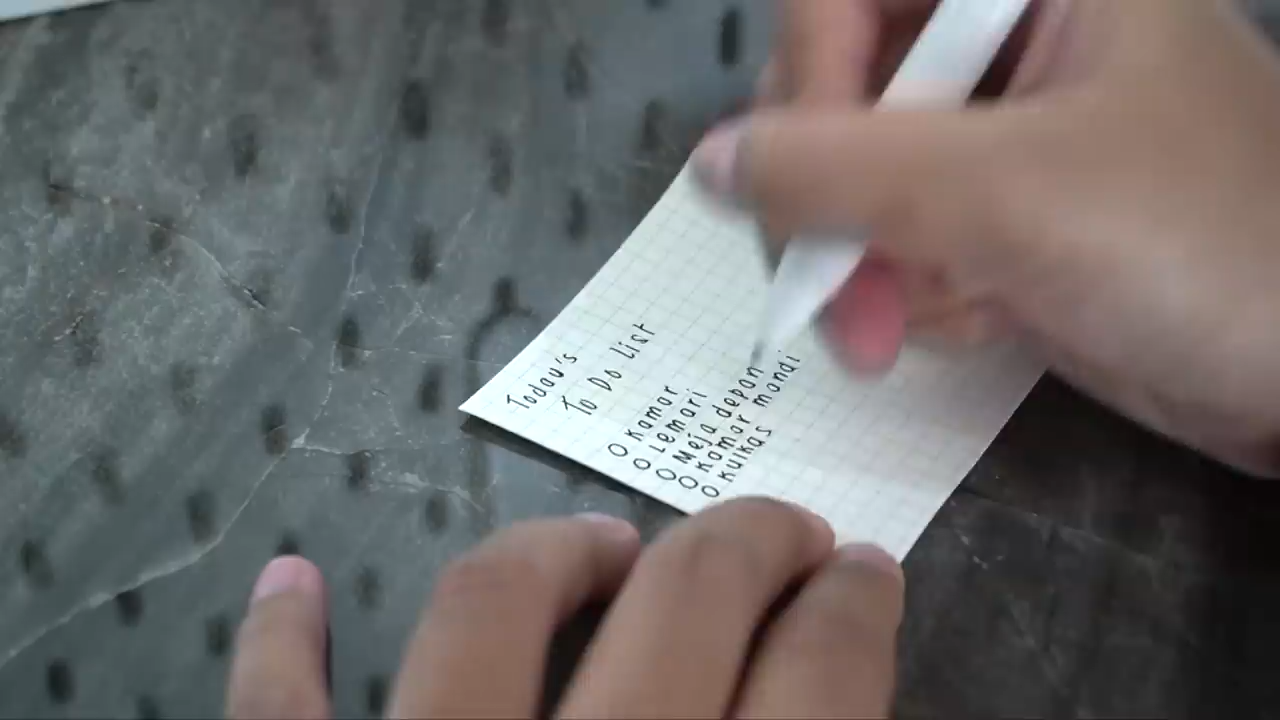 Today's
To Do List
O Kamar
O Lemari
O Meja depan
O Kamar mandi
O Kulkas